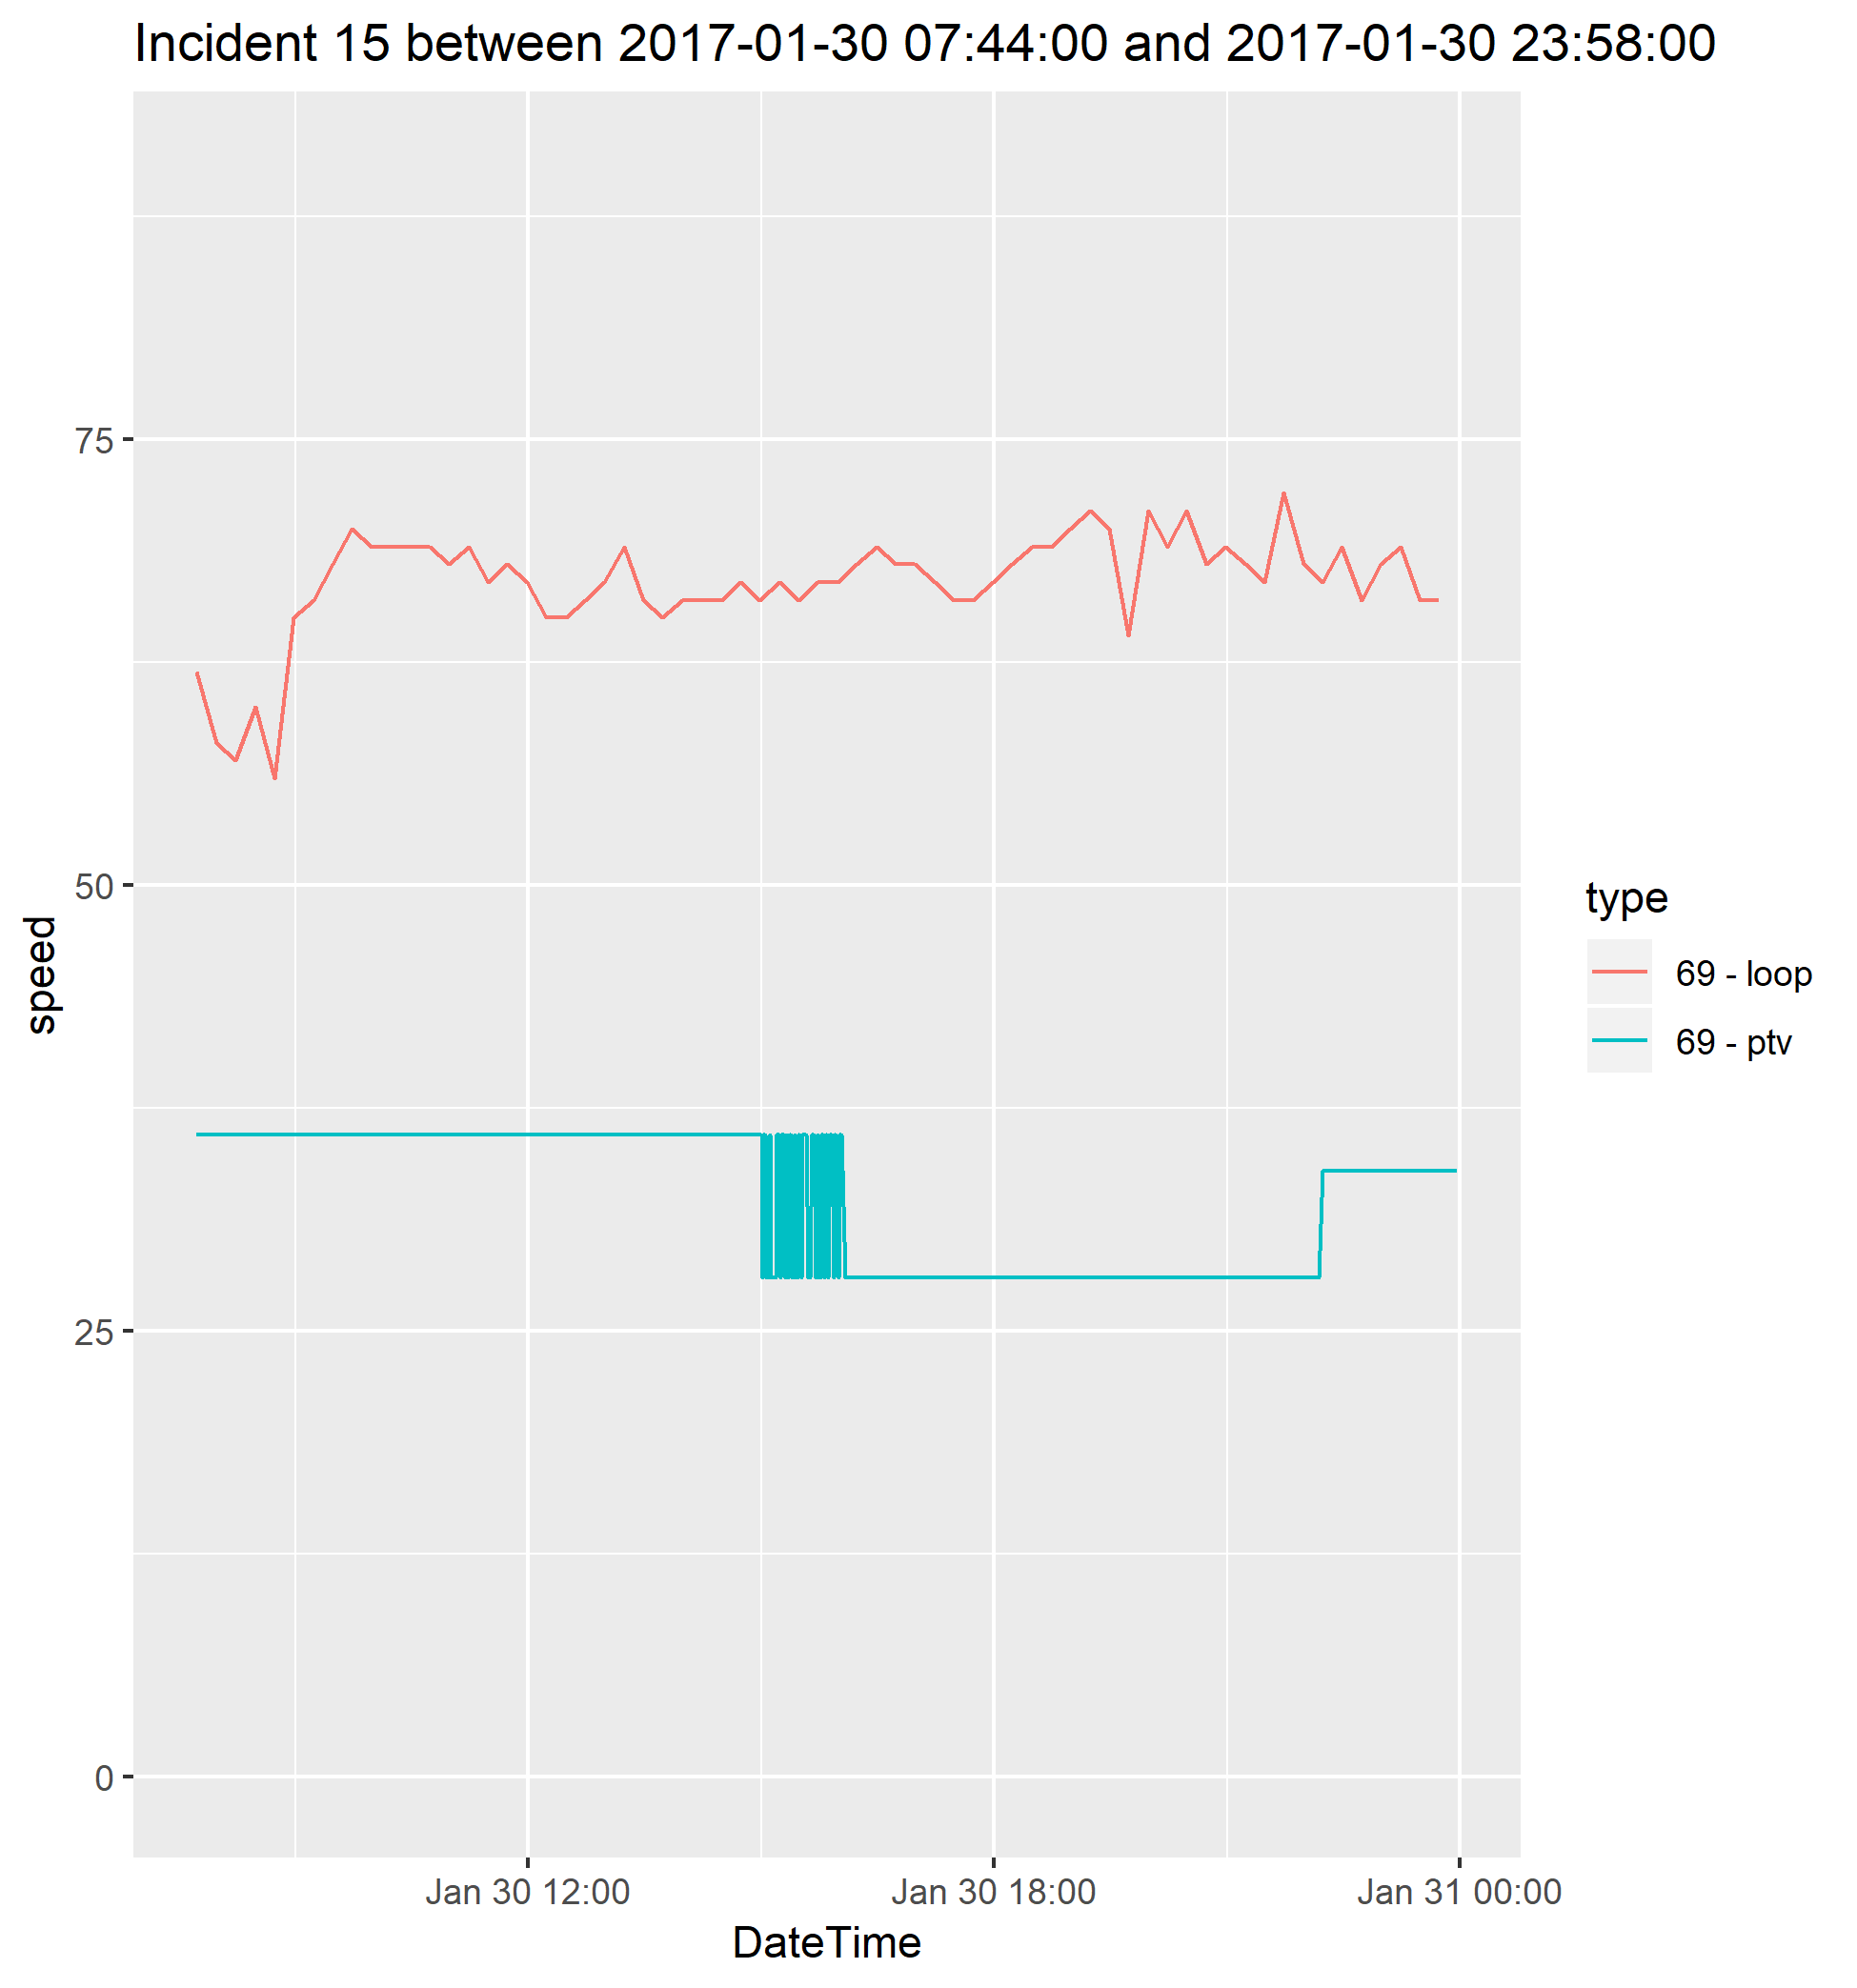 Incident 15 between 2017-01-30 07:44:00 and 2017-01-30 23:58:00
75
50
25
0
speed
Jan 30 12:00
Jan 30 18:00
Jan 31 00:00
DateTime
type
69 - loop
69 - ptv